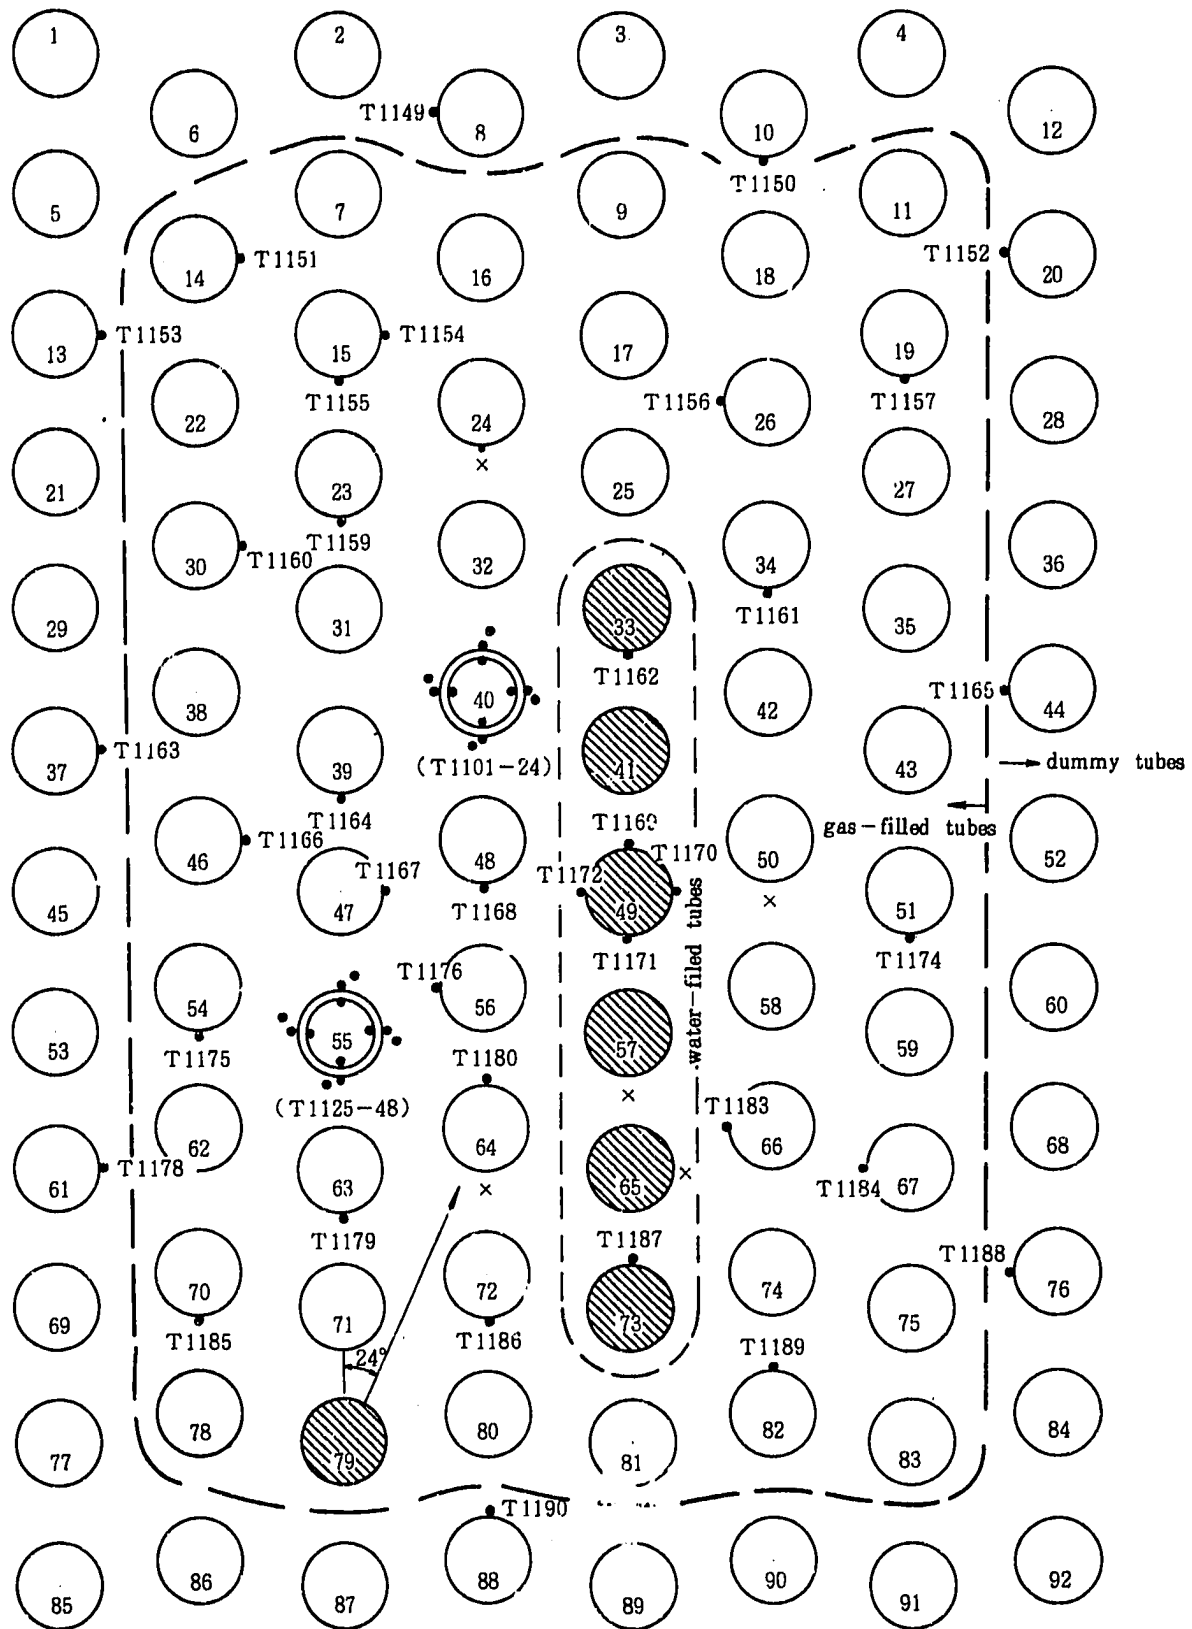 1 2 3 4
6 T1149 8 10 12
5 7 9 T1150 11
14 T1151 16 18 T1152 20
13 T1153 15 T1154 17 19
22 T1155 24 T1156 26 T1157 28
×
21 23 25 27
30 T1160 T1159 32 34 36
29 31 33 T1161 35
38 40 T1162 42 T1165 44
37 T1163 39 (T1101-24) 41 43 dummy tubes
46 T1166 T1164 48 T1169 50 gas-filled tubes 52
45 47 T1167 T1168 T1172 49 T1170 × 51
water-filed tubes
54 T1176 56 T1171 58 T1174 60
53 T1175 55 T1180 57 59
(T1125-48) × T1183
62 64 66 68
61 T1178 63 × 65 × T1184 67
70 T1179 72 T1187 74 T1188 76
69 T1185 71 T1186 73 75
24° T1189
78 80 82 84
77 79 81 83
T1190
86 88 90 92
85 87 89 91